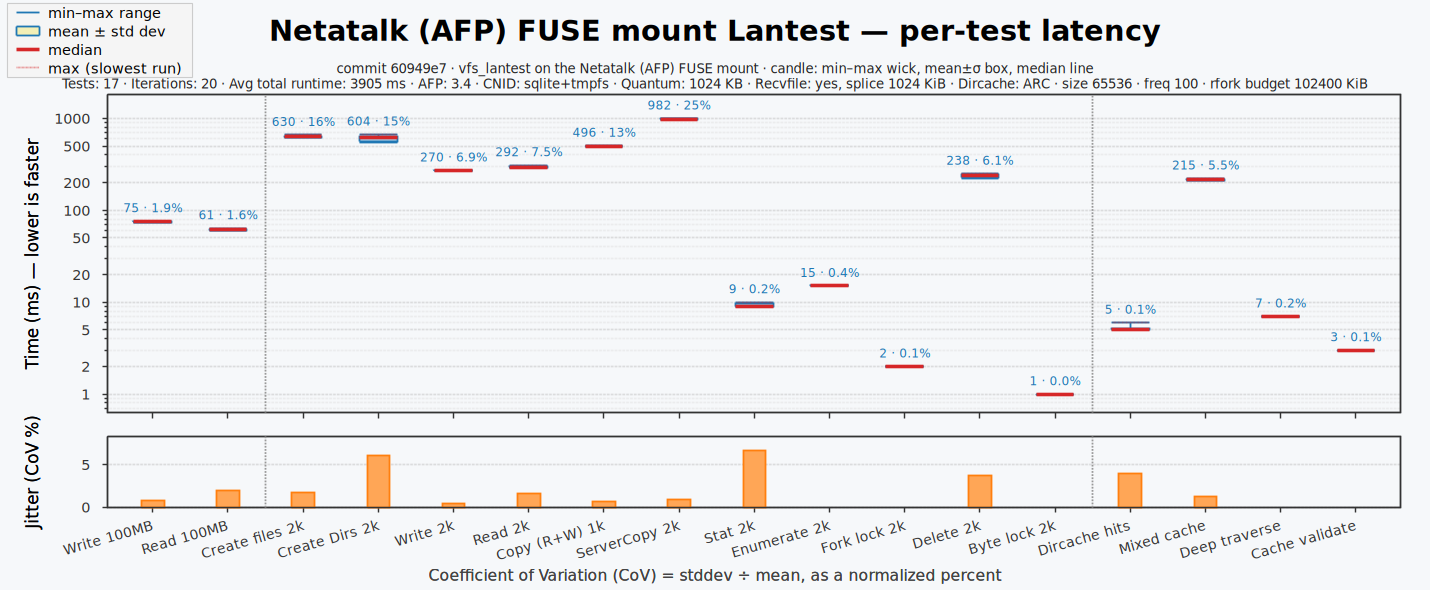 min–max range
mean ± std dev
median
max (slowest run)
Netatalk (AFP) FUSE mount Lantest — per-test latency
commit 60949e7 · vfs_lantest on the Netatalk (AFP) FUSE mount · candle: min–max wick, mean±σ box, median line
Tests: 17 · Iterations: 20 · Avg total runtime: 3905 ms · AFP: 3.4 · CNID: sqlite+tmpfs · Quantum: 1024 KB · Recvfile: yes, splice 1024 KiB · Dircache: ARC · size 65536 · freq 100 · rfork budget 102400 KiB
Time (ms) — lower is faster
1000
500
200
100
50
20
10
5
2
1
75 · 1.9%
61 · 1.6%
630 · 16%
604 · 15%
270 · 6.9%
292 · 7.5%
496 · 13%
982 · 25%
9 · 0.2%
15 · 0.4%
2 · 0.1%
238 · 6.1%
1 · 0.0%
5 · 0.1%
215 · 5.5%
7 · 0.2%
3 · 0.1%
Jitter (CoV %)
5
0
Write 100MB
Read 100MB
Create files 2k
Create Dirs 2k
Write 2k
Read 2k
Copy (R+W) 1k
ServerCopy 2k
Stat 2k
Enumerate 2k
Fork lock 2k
Delete 2k
Byte lock 2k
Dircache hits
Mixed cache
Deep traverse
Cache validate
Coefficient of Variation (CoV) = stddev ÷ mean, as a normalized percent